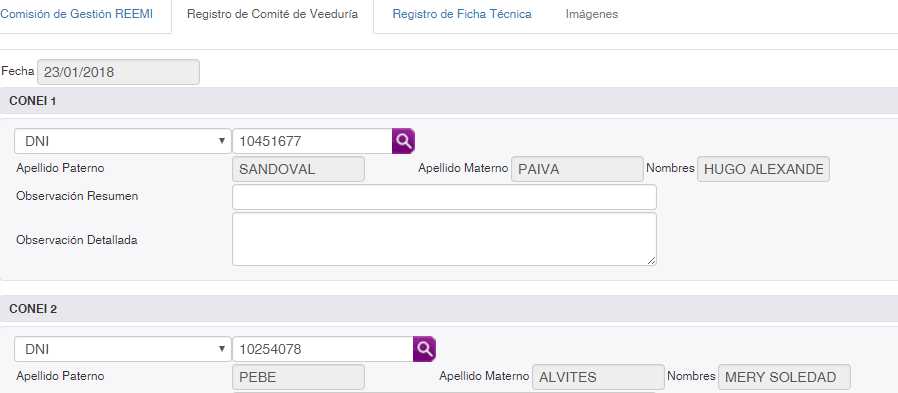 Comisión de Gestión REEMI Registro de Comité de Veeduría Registro de Ficha Técnica Imágenes
Fecha 23/01/2018
CONEI 1
DNI 10451677
Apellido Paterno SANDOVAL Apellido Materno PAIVA Nombres HUGO ALEXANDE
Observación Resumen
Observación Detallada
CONEI 2
DNI 10254078
Apellido Paterno PEBE Apellido Materno ALVITES Nombres MERY SOLEDAD